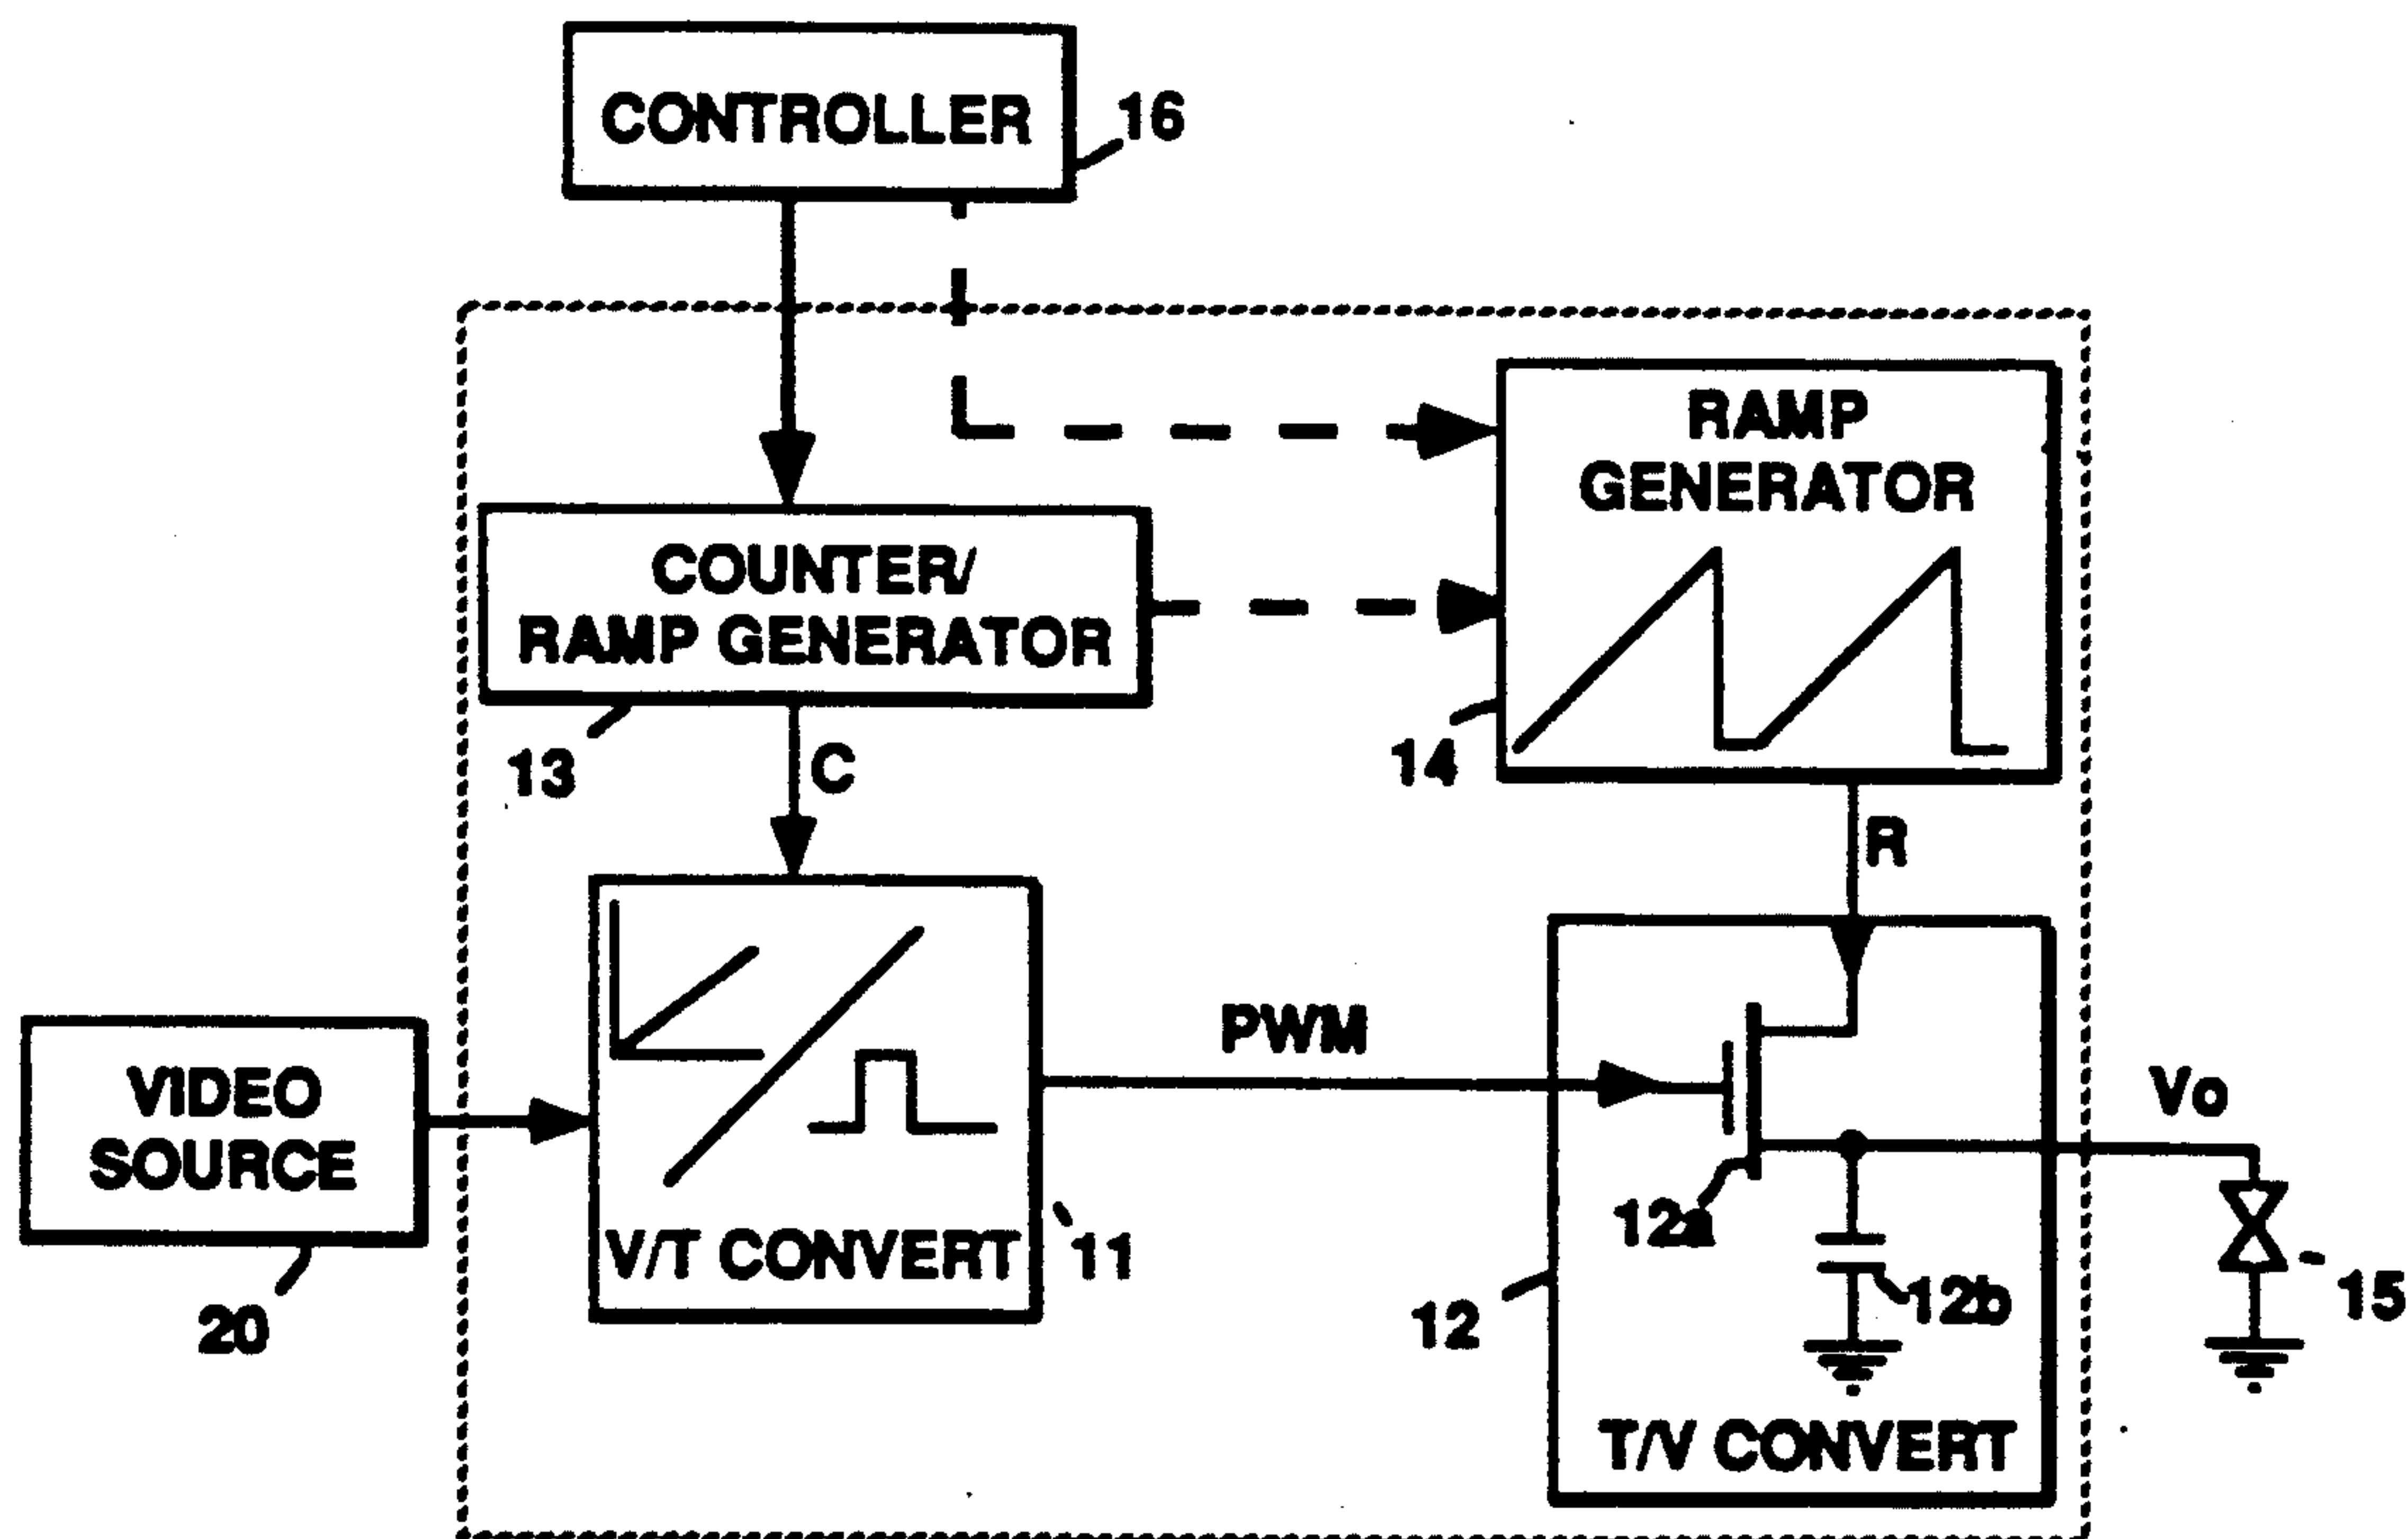 CONTROLLER
16
RAMP
GENERATOR
COUNTER/
RAMP GENERATOR
13
C
14
R
VIDEO
SOURCE
20
V/T CONVERT
11
PWM
12a
12b
12
T/V CONVERT
Vo
15